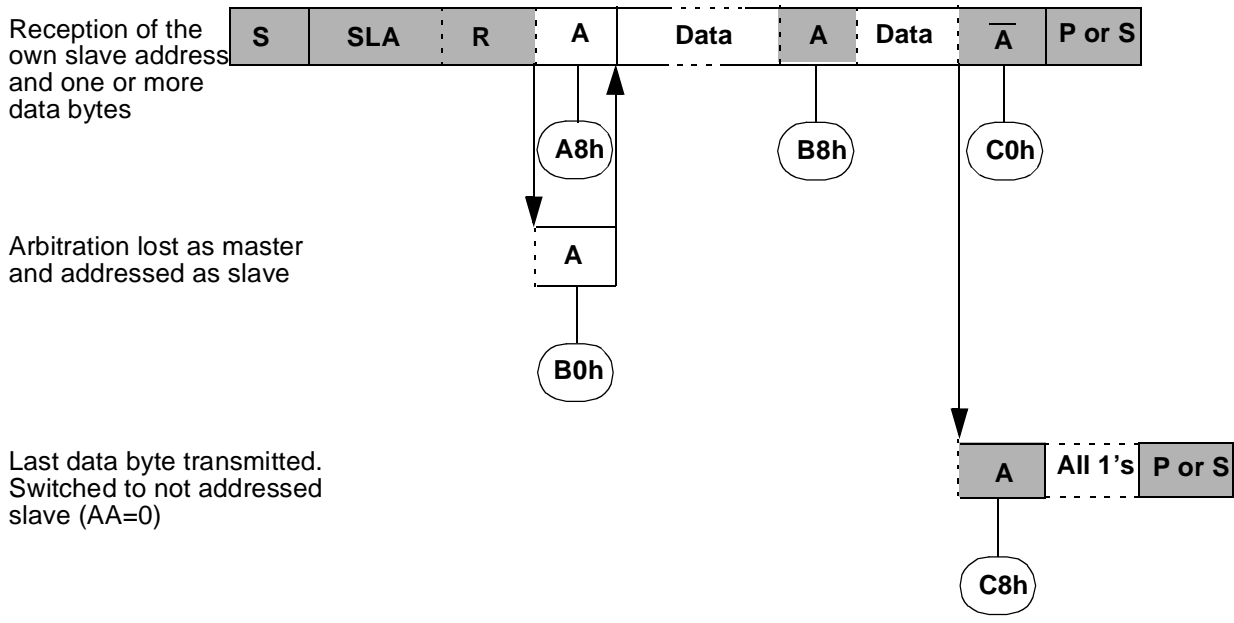 Reception of the
own slave address
and one or more
data bytes
S SLA R A Data A Data A̅ P or S
A8h B8h C0h
Arbitration lost as master
and addressed as slave
A
B0h
Last data byte transmitted.
Switched to not addressed
slave (AA=0)
A All 1’s P or S
C8h